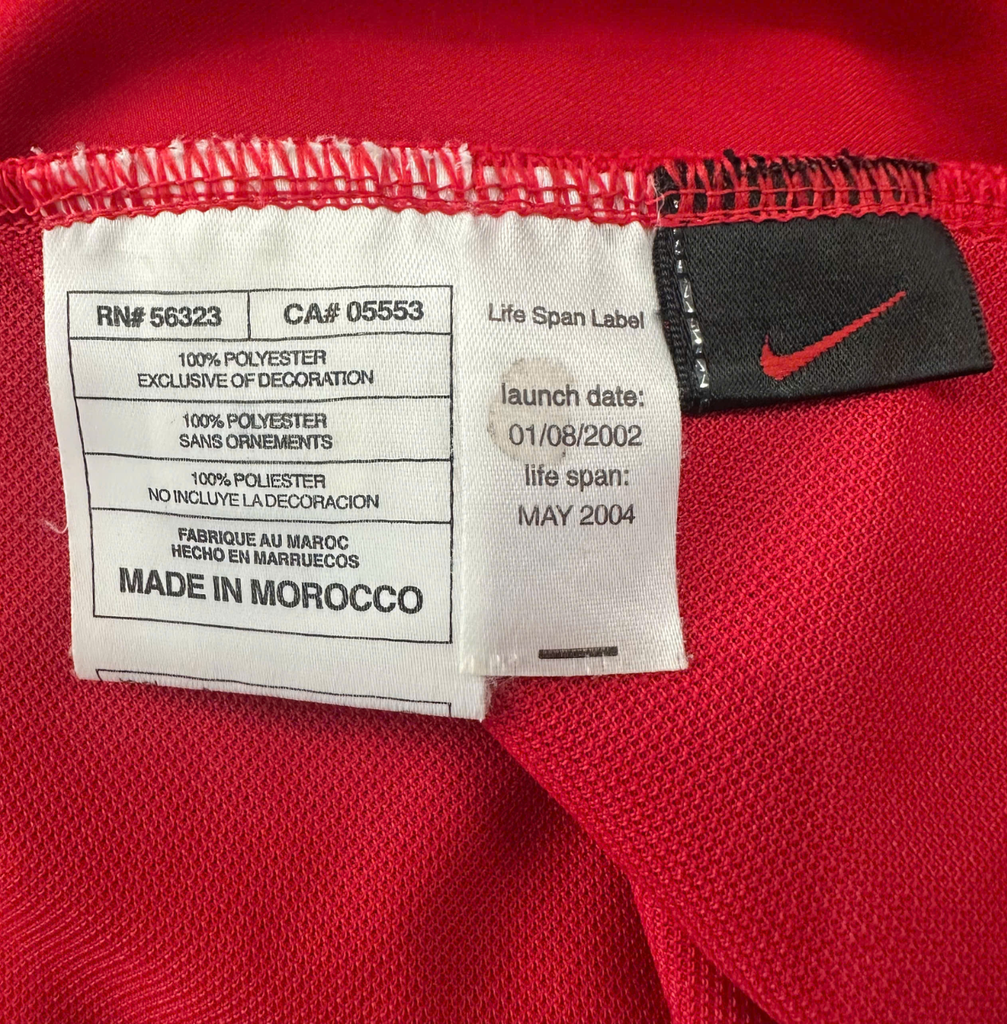 RN# 56323
CA# 05553
100% POLYESTER
EXCLUSIVE OF DECORATION
100% POLYESTER
SANS ORNEMENTS
100% POLIESTER
NO INCLUYE LA DECORACION
FABRIQUE AU MAROC
HECHO EN MARRUECOS
MADE IN MOROCCO
Life Span Label
launch date:
01/08/2002
life span:
MAY 2004